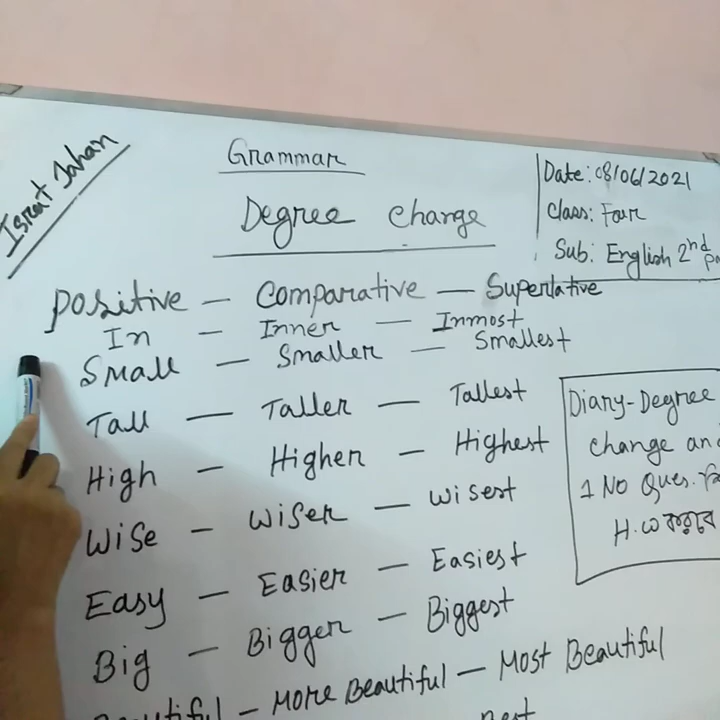 Israt Jahan
Grammar
Degree Change
Date: 08/06/2021
Class: Four
Sub: English 2nd
Positive – Comparative – Superlative
In – Inner – Inmost
Small – Smaller – Smallest
Tall – Taller – Tallest
High – Higher – Highest
Wise – Wiser – Wisest
Easy – Easier – Easiest
Big – Bigger – Biggest
– More Beautiful – Most Beautiful
Diary-Degree
change and
1 No Ques.
H.W করবে